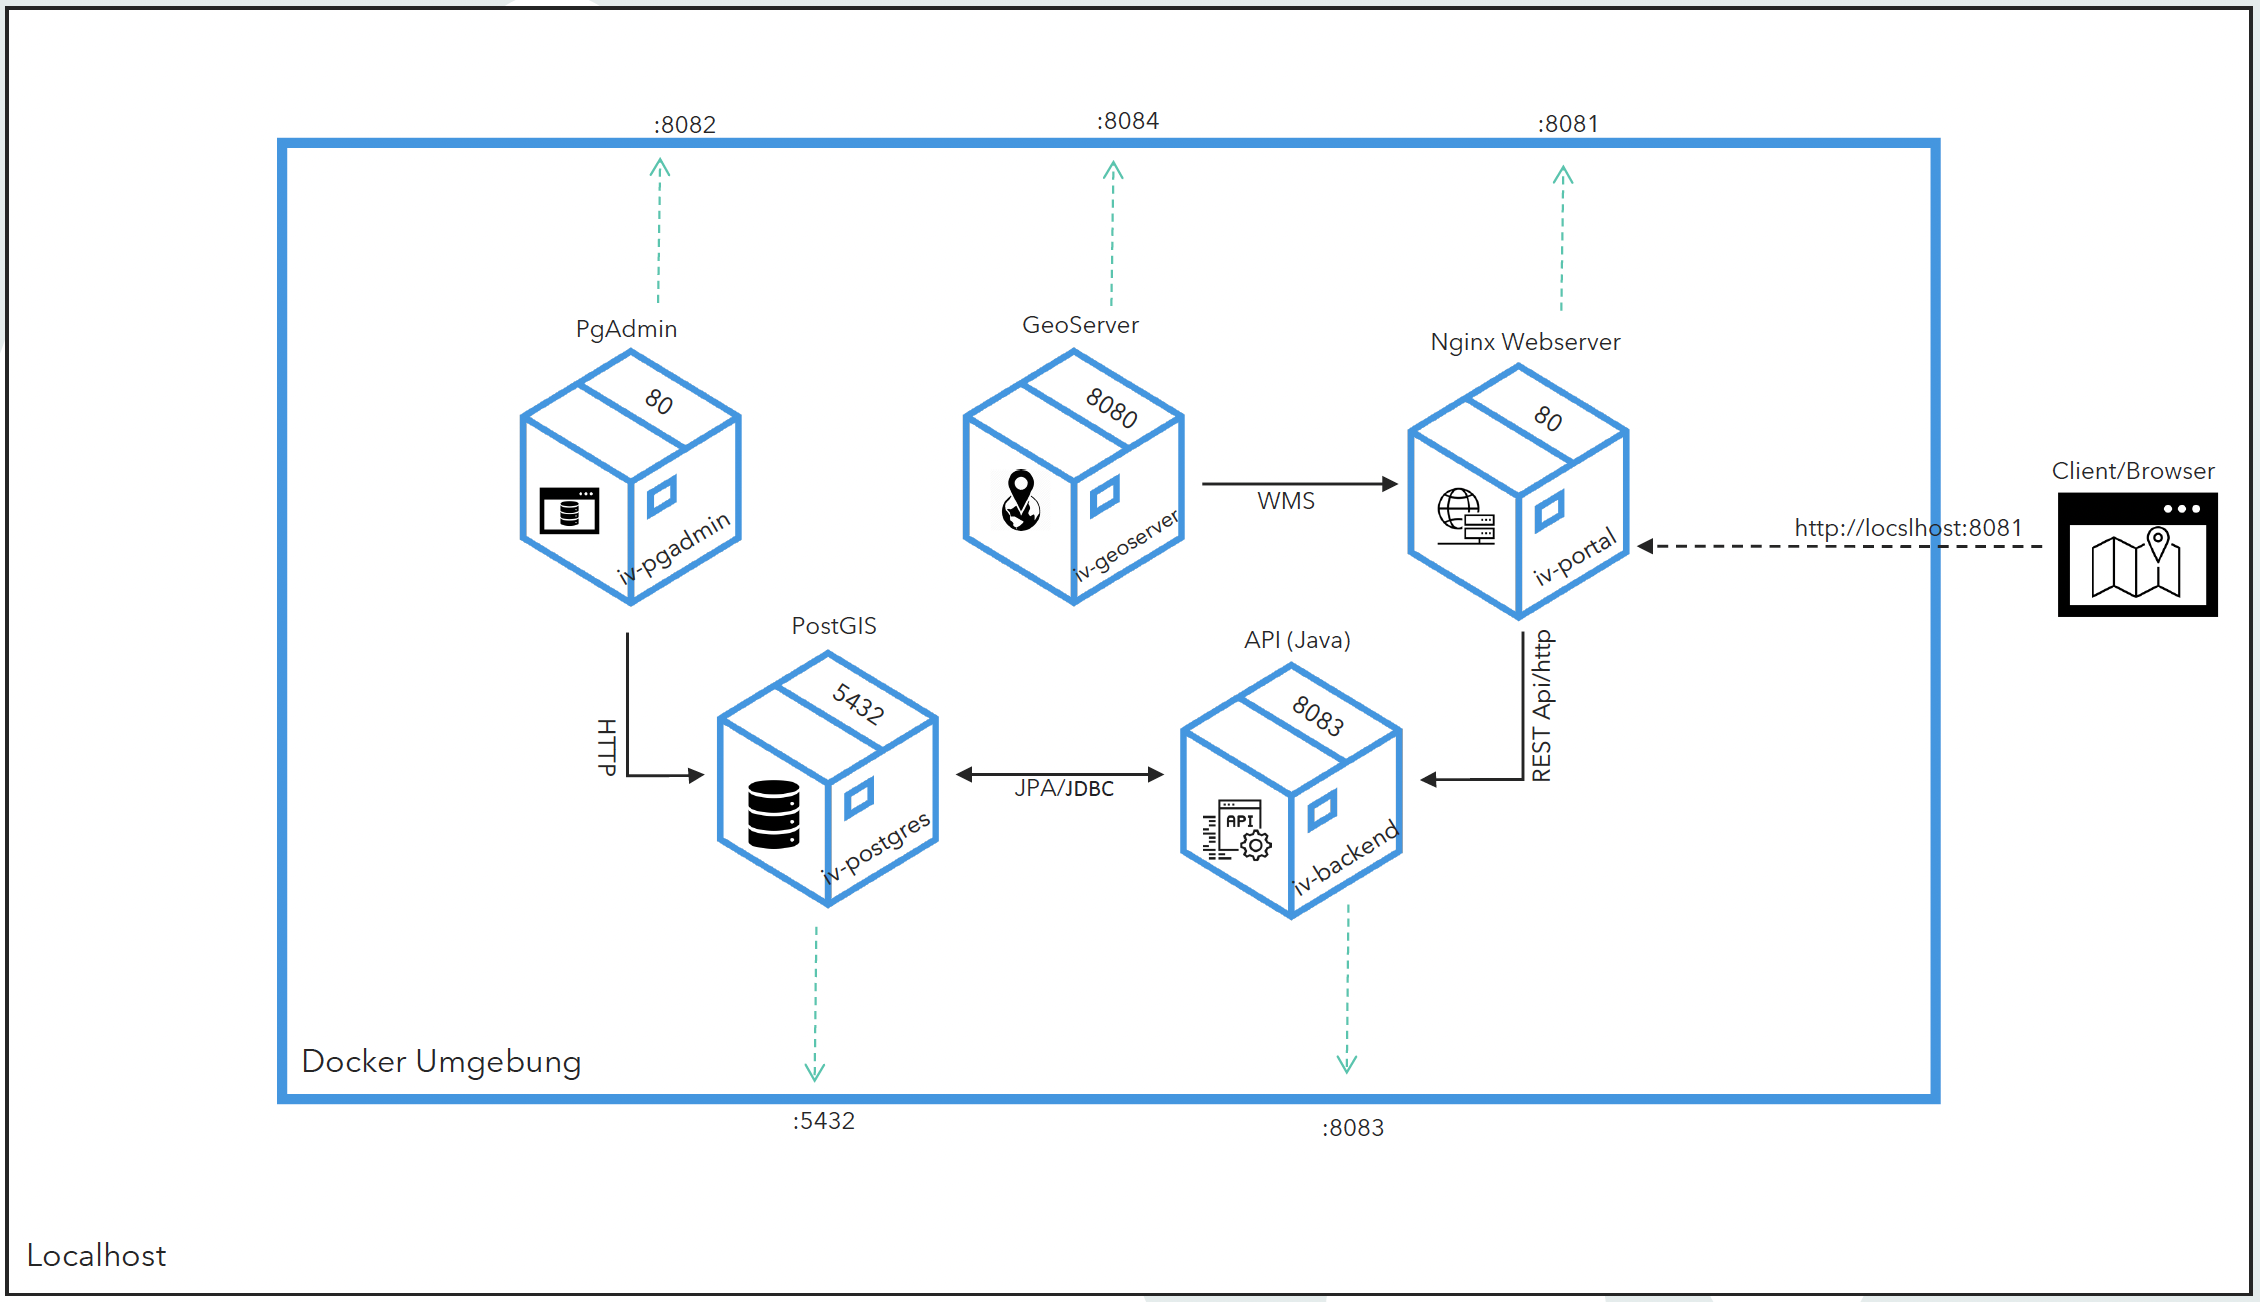 :8082
:8084
:8081
PgAdmin
GeoServer
Nginx Webserver
80
8080
80
iv-pgadmin
iv-geoserver
iv-portal
WMS
Client/Browser
http://locslhost:8081
PostGIS
API (Java)
5432
8083
HTTP
JPA/JDBC
REST Api/http
API
iv-postgres
iv-backend
Docker Umgebung
:5432
:8083
Localhost